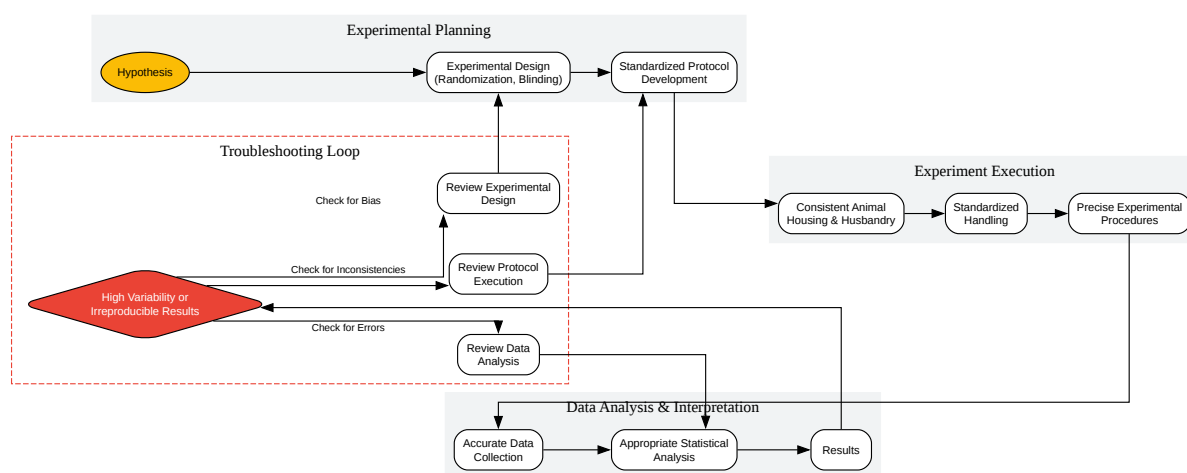 Experimental Planning
Hypothesis
Experimental Design
(Randomization, Blinding)
Standardized Protocol
Development
Troubleshooting Loop
Review Experimental
Design
Check for Bias
Experiment Execution
Consistent Animal
Housing & Husbandry
Standardized
Handling
Precise Experimental
Procedures
Check for Inconsistencies
Review Protocol
Execution
High Variability or
Irreproducible Results
Check for Errors
Review Data
Analysis
Data Analysis & Interpretation
Accurate Data
Collection
Appropriate Statistical
Analysis
Results